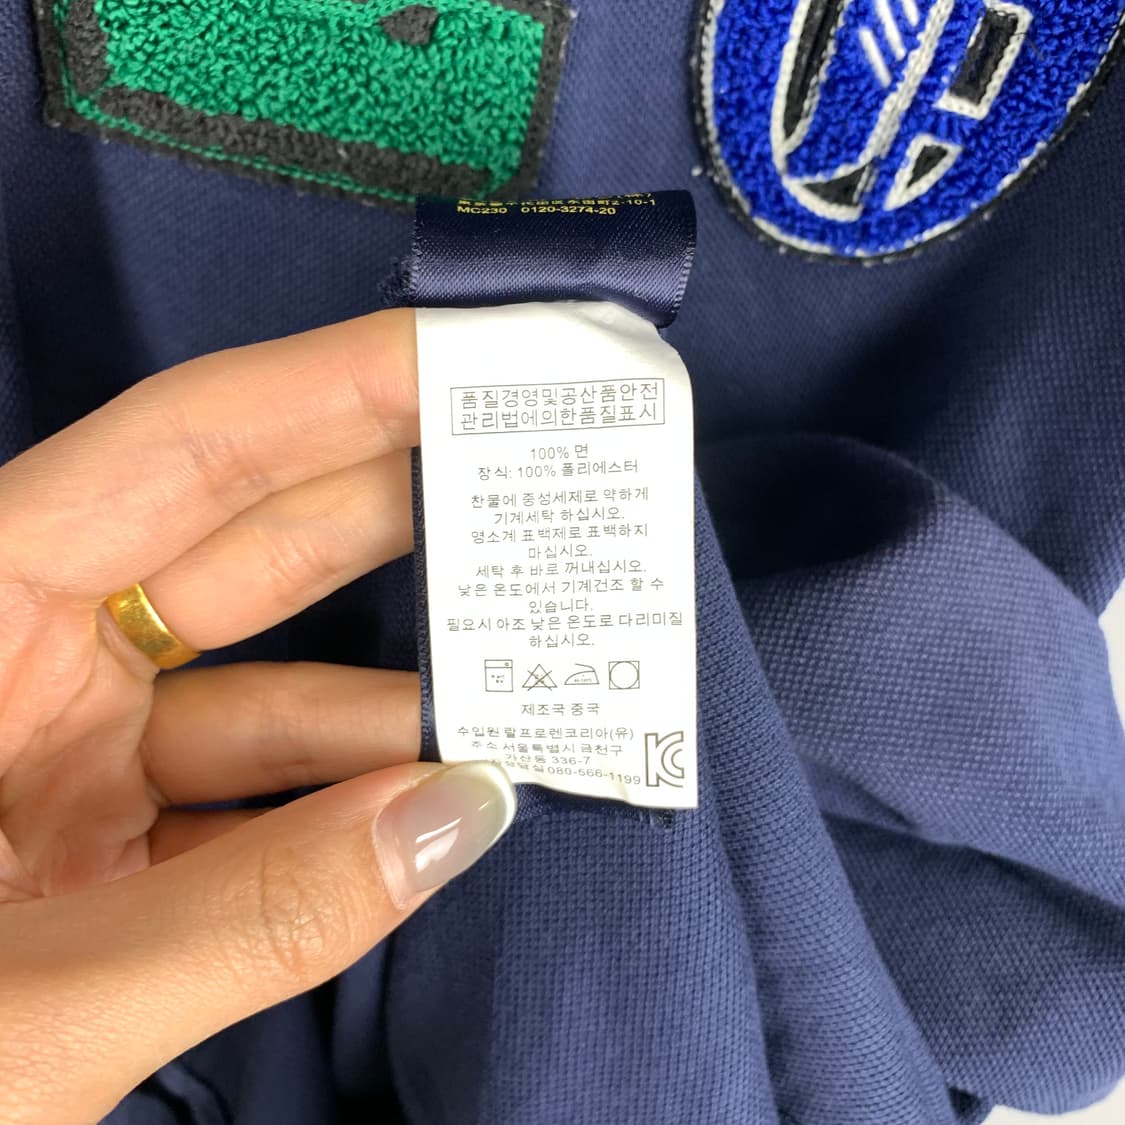 MC230 0120-3274-20
품질경영및공산품안전
관리법에의한품질표시
100% 면
장식: 100% 폴리에스터
찬물에 중성세제로 약하게
기계세탁 하십시오.
염소계 표백제로 표백하지
마십시오.
세탁 후 바로 꺼내십시오.
낮은 온도에서 기계건조 할 수
있습니다.
필요시 아조 낮은 온도로 다리미질
하십시오.
제조국 중국
수입원 랄프로렌코리아(유)
주소 서울특별시 금천구
가산동 336-7
080-566-1199